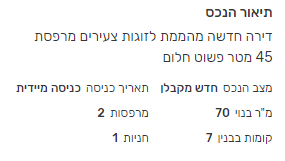 תיאור הנכס
דירה חדשה מהממת לזוגות צעירים מרפסת
45 מטר פשוט חלום
מצב הנכס חדש מקבלן תאריך כניסה כניסה מיידית
מ"ר בנוי 70 מרפסות 2
קומות בבנין 7 חניות 1